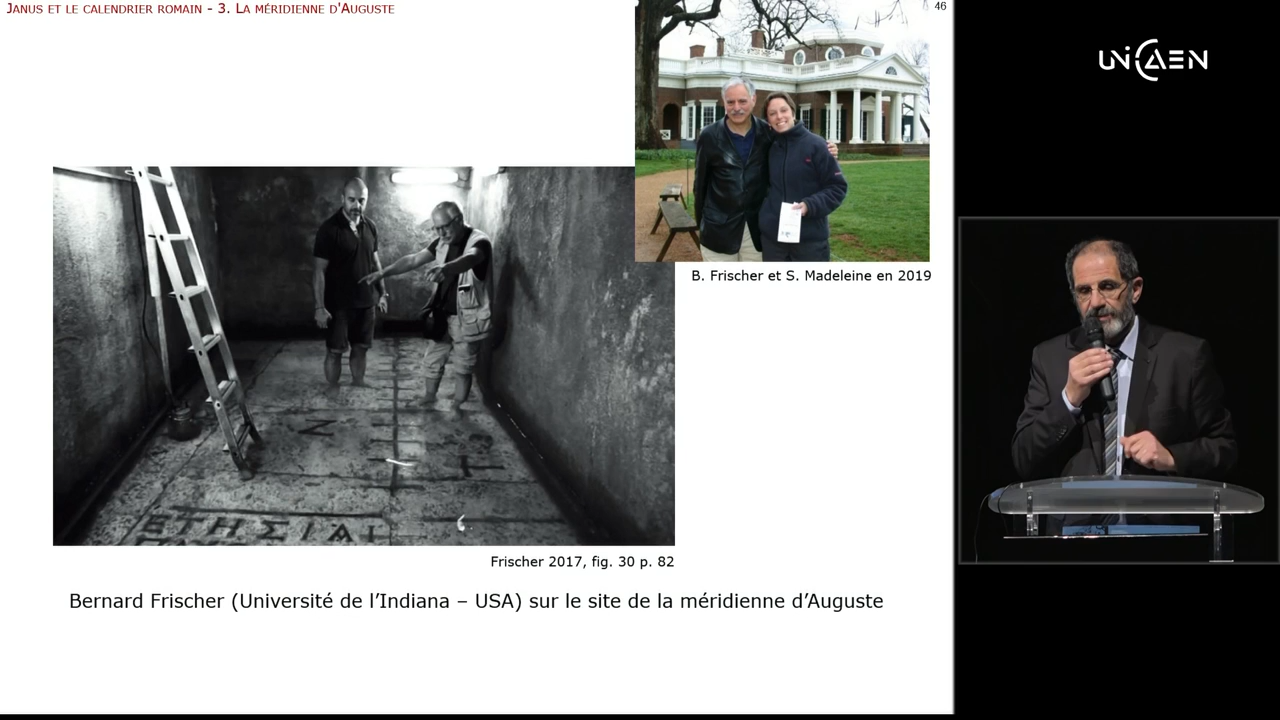 Janus et le calendrier romain - 3. La méridienne d'Auguste
46
UNICAEN
B. Frischer et S. Madeleine en 2019
ΕΤΗΣΙΑΙ
Frischer 2017, fig. 30 p. 82
Bernard Frischer (Université de l’Indiana – USA) sur le site de la méridienne d’Auguste